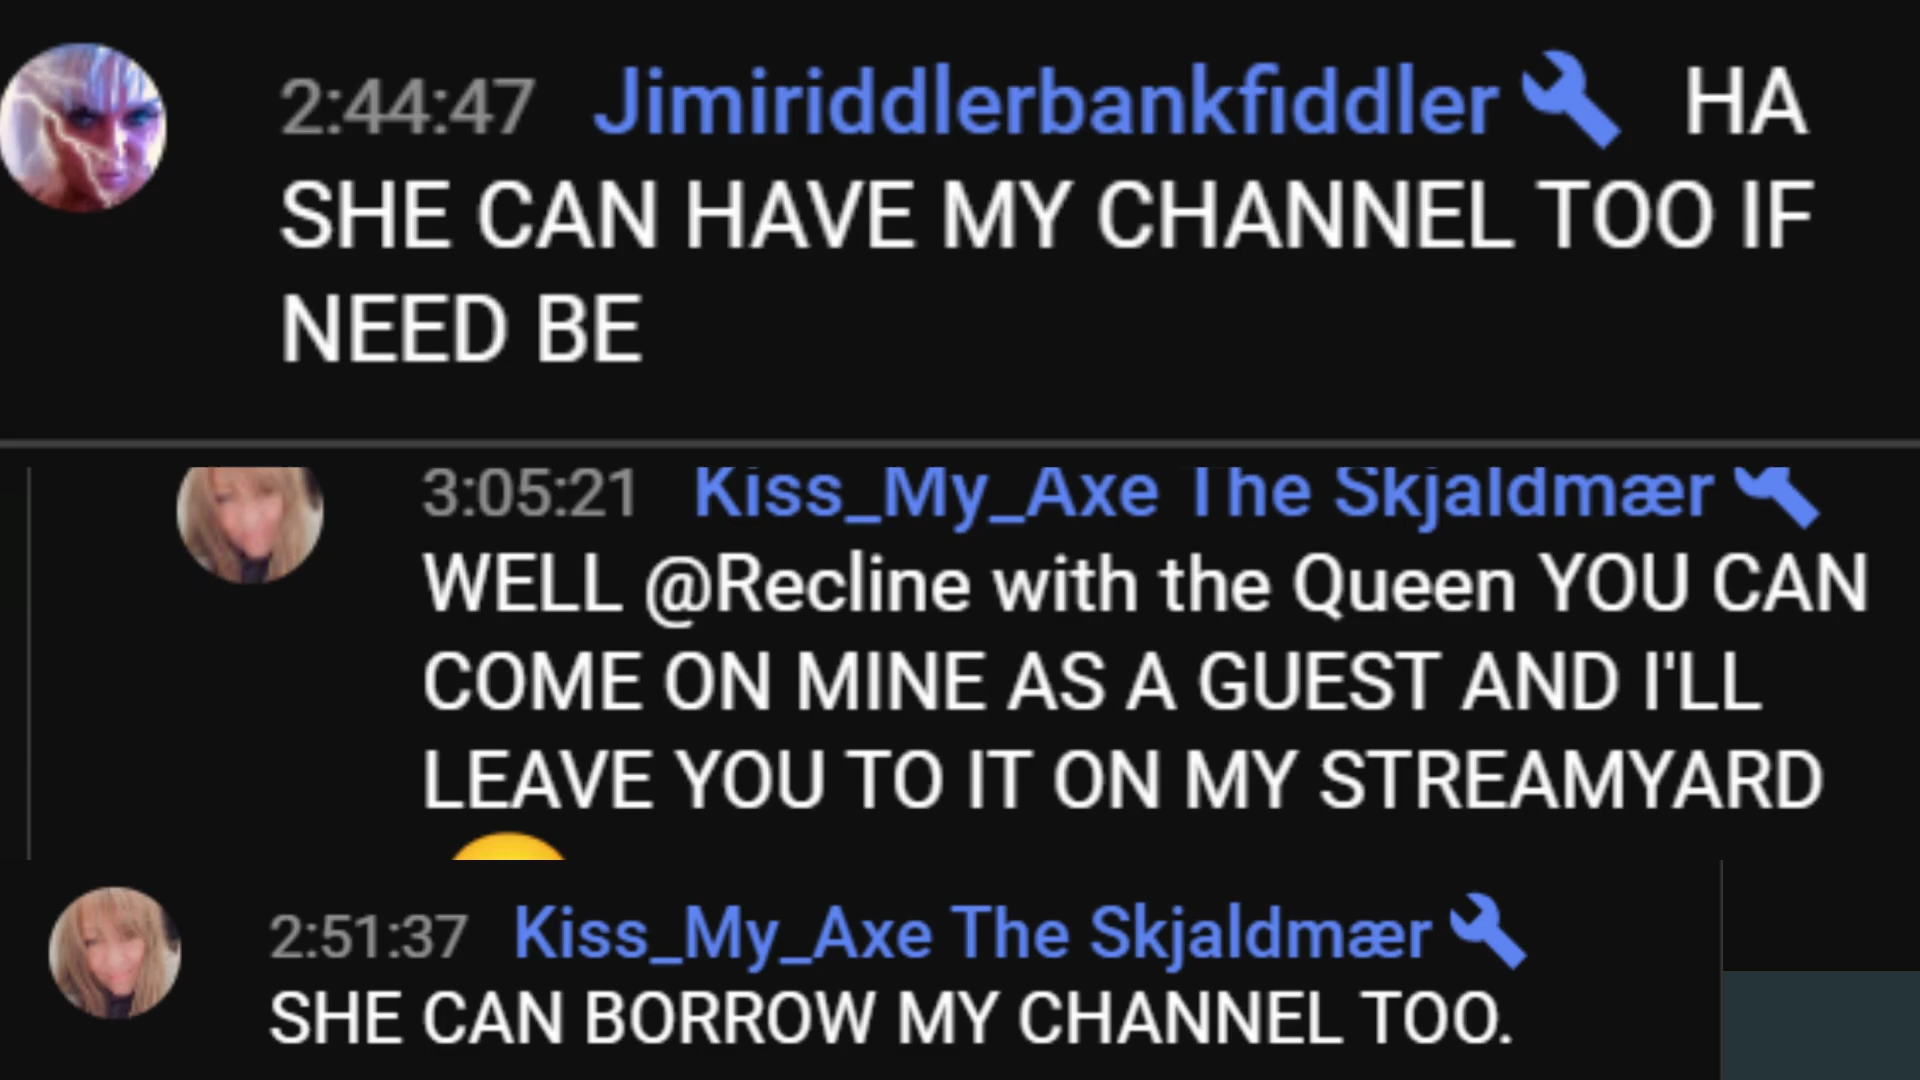 2:44:47 Jimiriddlerbankfiddler HA
SHE CAN HAVE MY CHANNEL TOO IF
NEED BE
3:05:21 Kiss_My_Axe The Skjaldmær
WELL @Recline with the Queen YOU CAN
COME ON MINE AS A GUEST AND I'LL
LEAVE YOU TO IT ON MY STREAMYARD
2:51:37 Kiss_My_Axe The Skjaldmær
SHE CAN BORROW MY CHANNEL TOO.